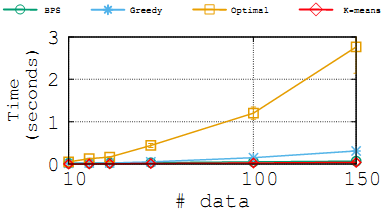 BPS Greedy Optimal K-means
3
2
1
0
Time
(seconds)
10 100 150
# data